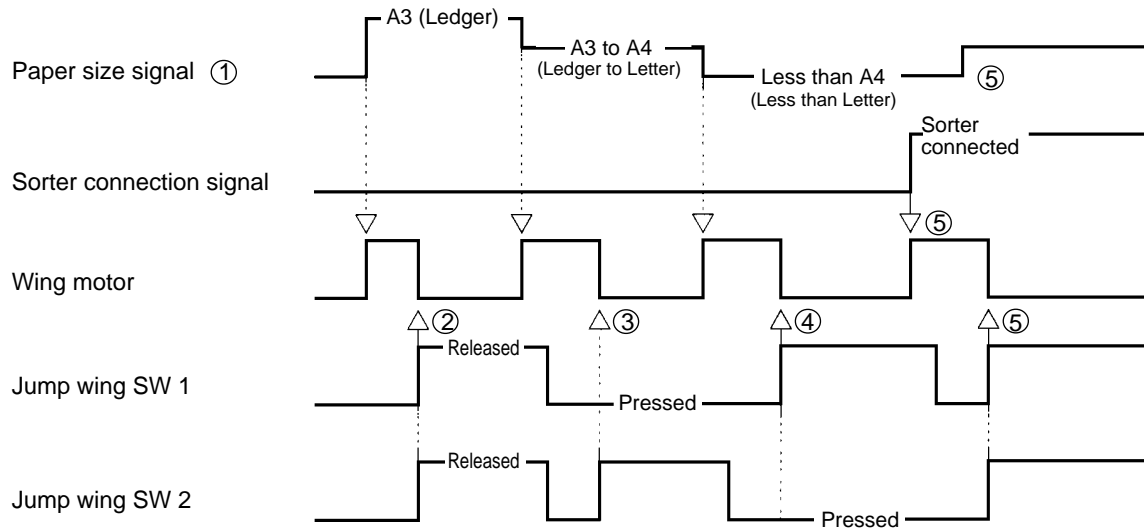 A3 (Ledger)
Paper size signal ①
A3 to A4
(Ledger to Letter)
Less than A4
(Less than Letter)
⑤
Sorter
connected
Sorter connection signal
⑤
Wing motor
② ③ ④ ⑤
Released
Jump wing SW 1
Pressed
Released
Jump wing SW 2
Pressed